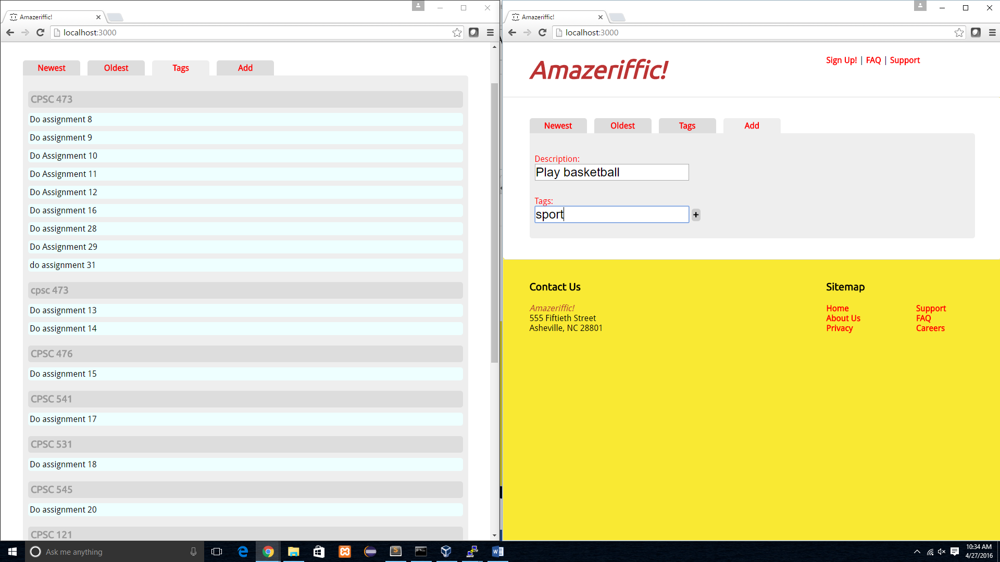 Amazeriffic!
localhost:3000
Newest Oldest Tags Add
CPSC 473
Do assignment 8
Do assignment 9
Do Assignment 10
Do Assignment 11
Do Assignment 12
Do assignment 16
Do assignment 28
Do Assignment 29
do assignment 31
cpsc 473
Do assignment 13
Do assignment 14
CPSC 476
Do assignment 15
CPSC 541
Do assignment 17
CPSC 531
Do assignment 18
CPSC 545
Do assignment 20
CPSC 121
Amazeriffic!
localhost:3000
Amazeriffic!
Sign Up! | FAQ | Support
Newest Oldest Tags Add
Description:
Play basketball
Tags:
sport +
Contact Us
Amazeriffic!
555 Fiftieth Street
Asheville, NC 28801
Sitemap
Home Support
About Us FAQ
Privacy Careers
Ask me anything
10:34 AM
4/27/2016